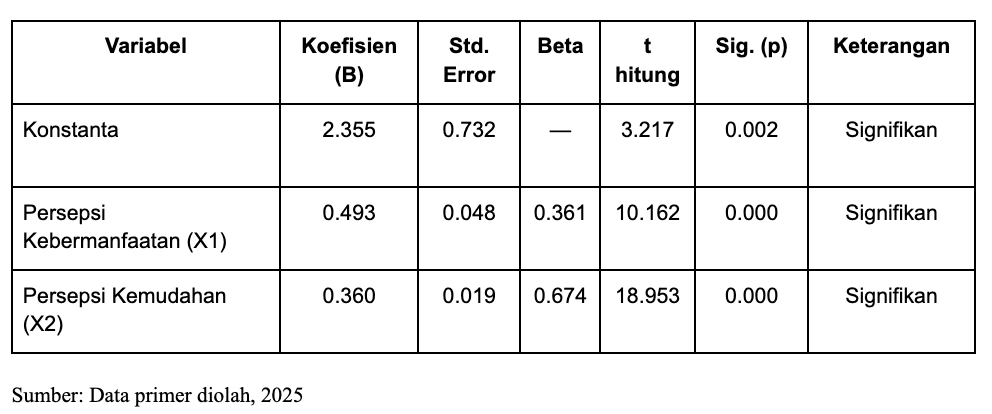 Variabel Koefisien (B) Std. Error Beta t hitung Sig. (p) Keterangan
Konstanta 2.355 0.732 — 3.217 0.002 Signifikan
Persepsi Kebermanfaatan (X1) 0.493 0.048 0.361 10.162 0.000 Signifikan
Persepsi Kemudahan (X2) 0.360 0.019 0.674 18.953 0.000 Signifikan
Sumber: Data primer diolah, 2025